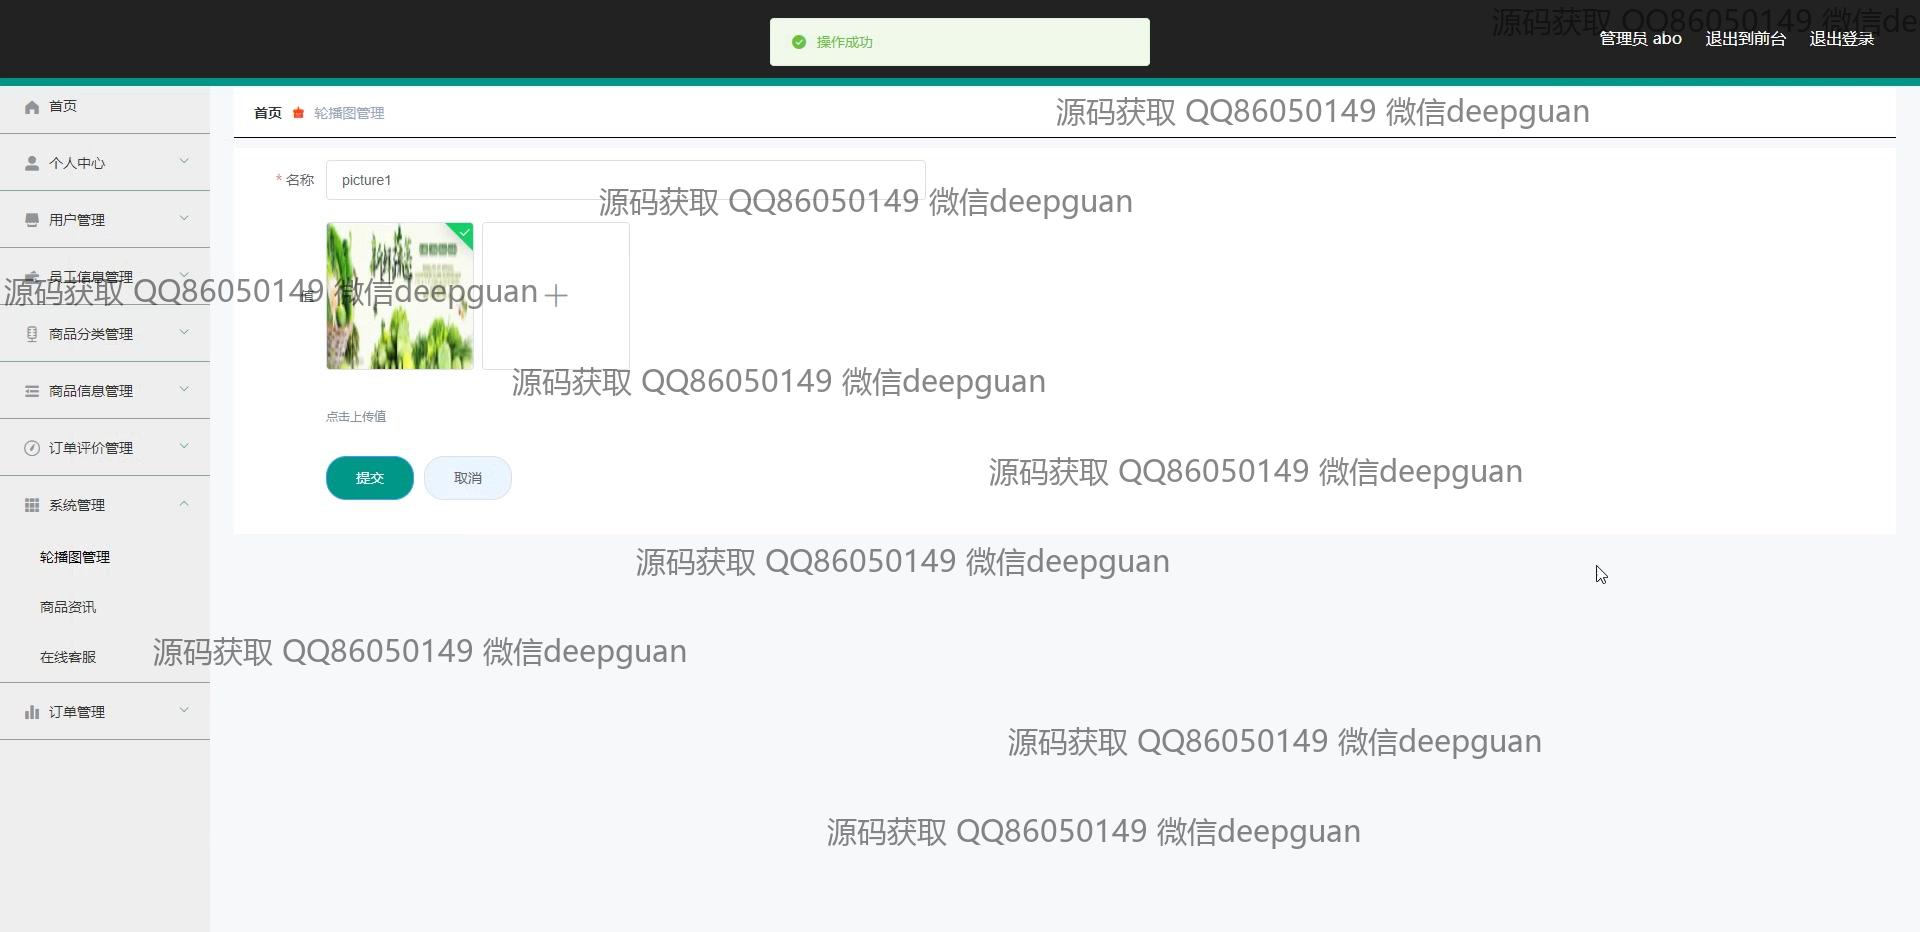 操作成功
源码获取 QQ86050149 微信de
管理员 abo 退出到前台 退出登录
首页
个人中心
用户管理
员工信息管理
商品分类管理
商品信息管理
订单评价管理
系统管理
轮播图管理
商品资讯
在线客服
订单管理
首页 轮播图管理
源码获取 QQ86050149 微信deepguan
* 名称 picture1
源码获取 QQ86050149 微信deepguan
值
源码获取 QQ86050149 微信deepguan
源码获取 QQ86050149 微信deepguan
点击上传值
提交 取消
源码获取 QQ86050149 微信deepguan
源码获取 QQ86050149 微信deepguan
源码获取 QQ86050149 微信deepguan
源码获取 QQ86050149 微信deepguan
源码获取 QQ86050149 微信deepguan